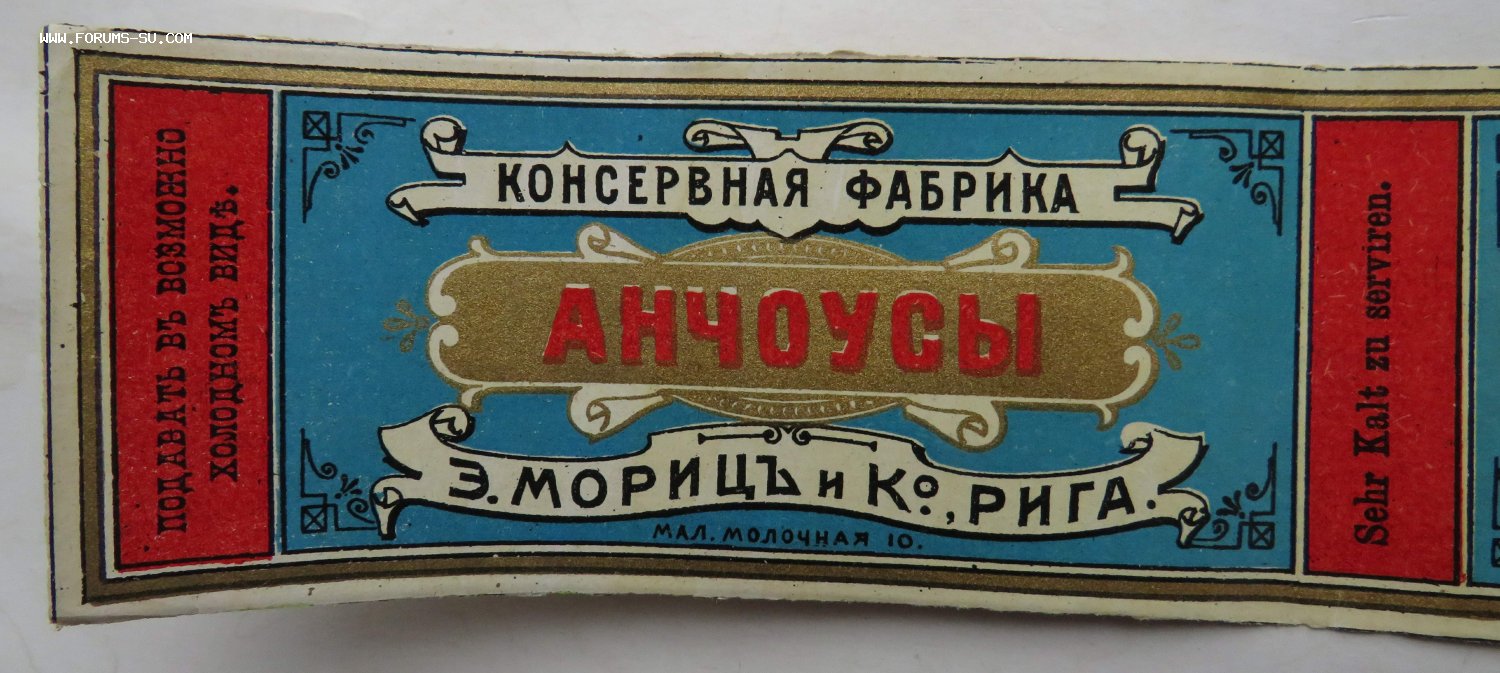 WWW.FORUMS-SU.COM
ПОДАВАТЬ ВЪ ВОЗМОЖНО
ХОЛОДНОМЪ ВИДѢ.
КОНСЕРВНАЯ ФАБРИКА
АНЧОУСЫ
Э. МОРИЦЪ и Ко, РИГА.
МАЛ. МОЛОЧНАЯ 10.
Sehr Kalt zu serviren.